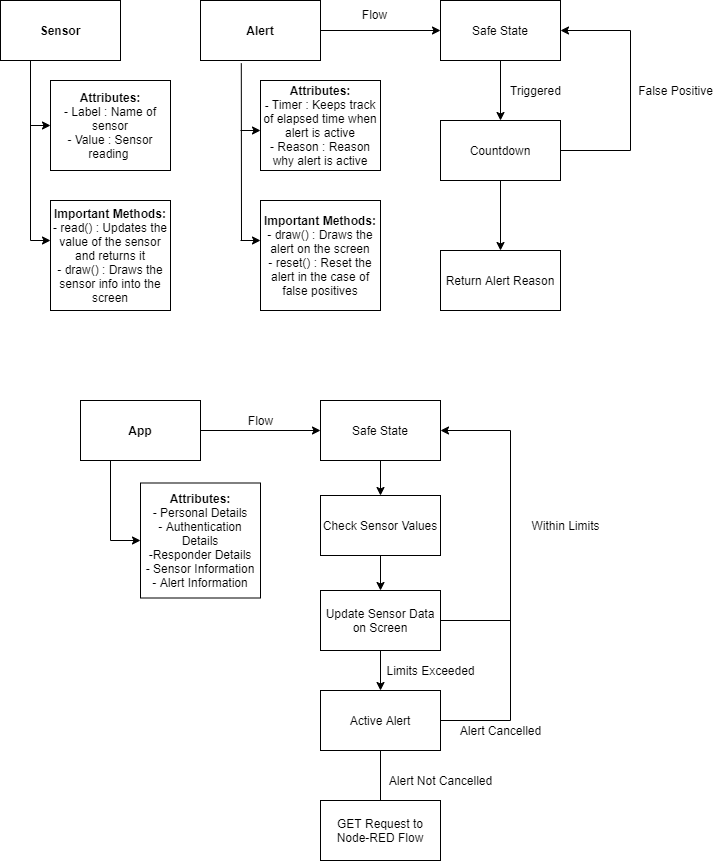 Sensor
Attributes:
- Label : Name of
sensor
- Value : Sensor
reading
Important Methods:
- read() : Updates the
value of the sensor
and returns it
- draw() : Draws the
sensor info into the
screen
Alert
Attributes:
- Timer : Keeps track
of elapsed time when
alert is active
- Reason : Reason
why alert is active
Important Methods:
- draw() : Draws the
alert on the screen
- reset() : Reset the
alert in the case of
false positives
Flow
Safe State
Triggered
False Positive
Countdown
Return Alert Reason
App
Attributes:
- Personal Details
- Authentication
Details
-Responder Details
- Sensor Information
- Alert Information
Flow
Safe State
Check Sensor Values
Within Limits
Update Sensor Data
on Screen
Limits Exceeded
Active Alert
Alert Cancelled
Alert Not Cancelled
GET Request to
Node-RED Flow